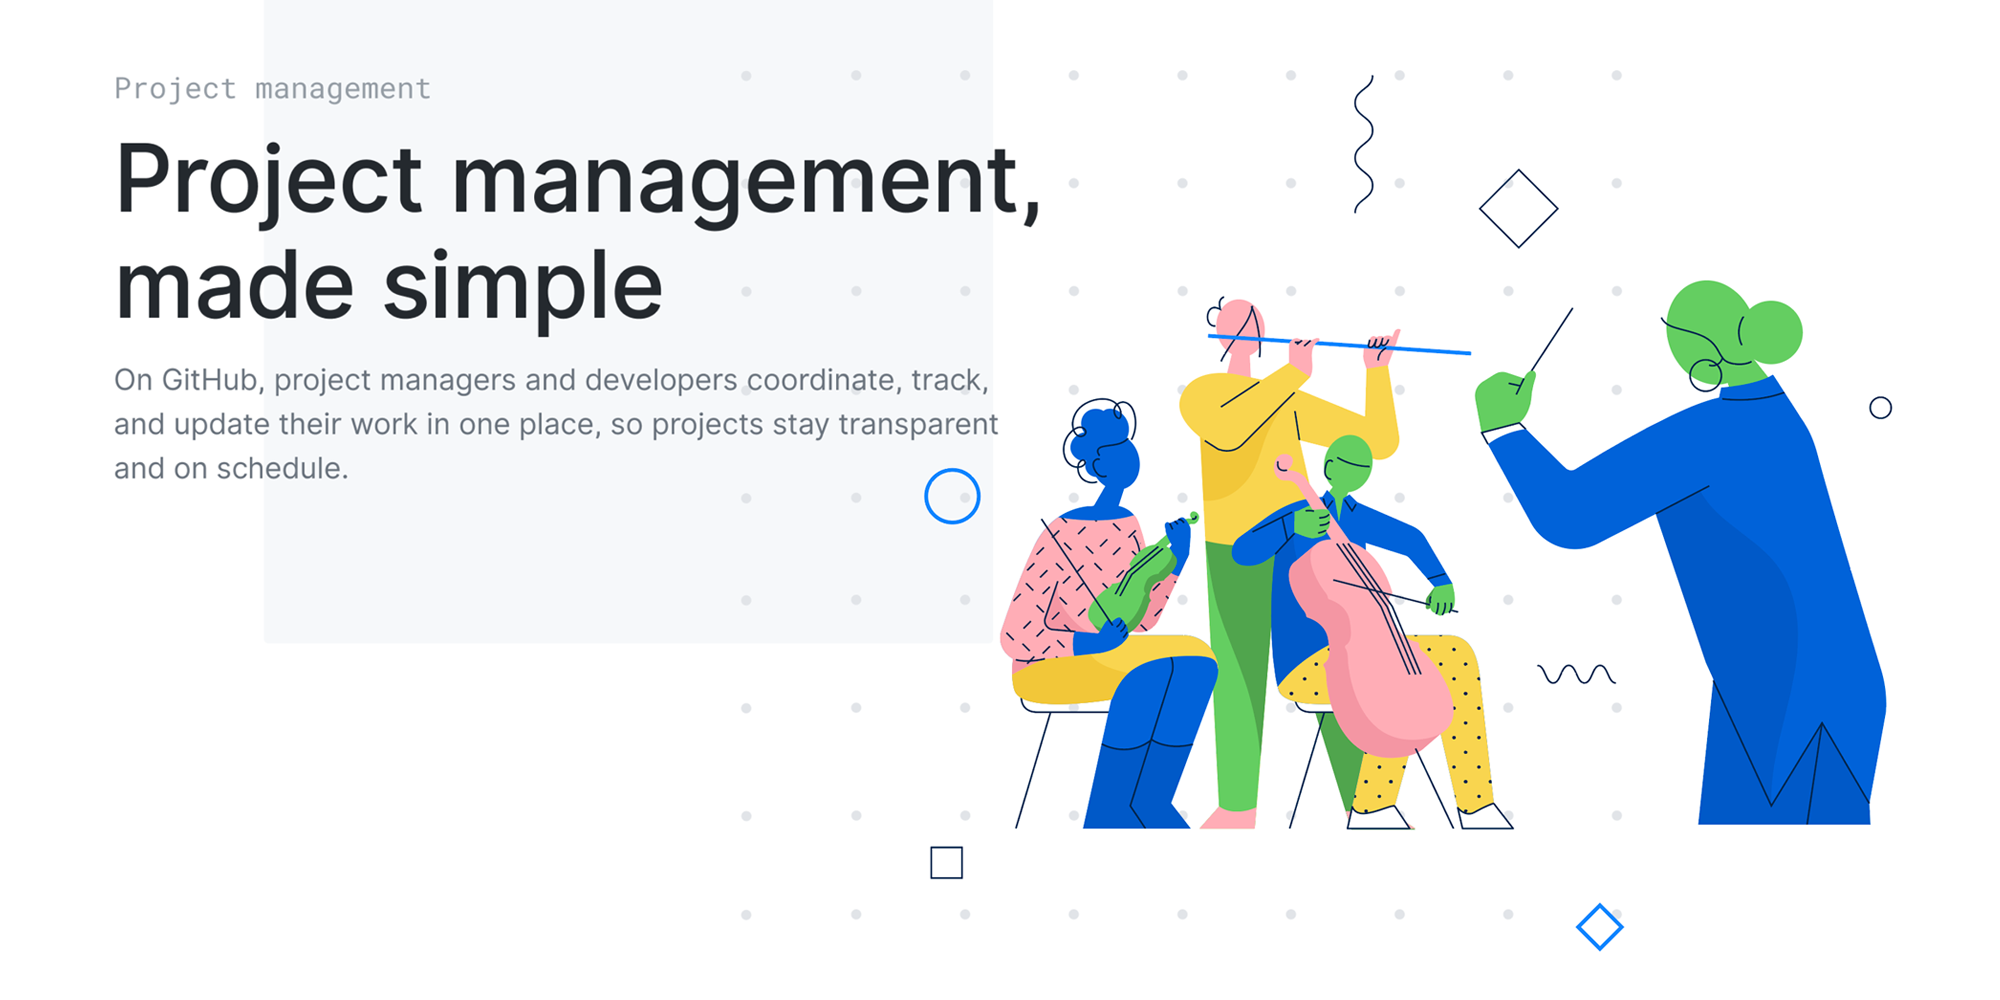 Project management
Project management,
made simple
On GitHub, project managers and developers coordinate, track,
and update their work in one place, so projects stay transparent
and on schedule.